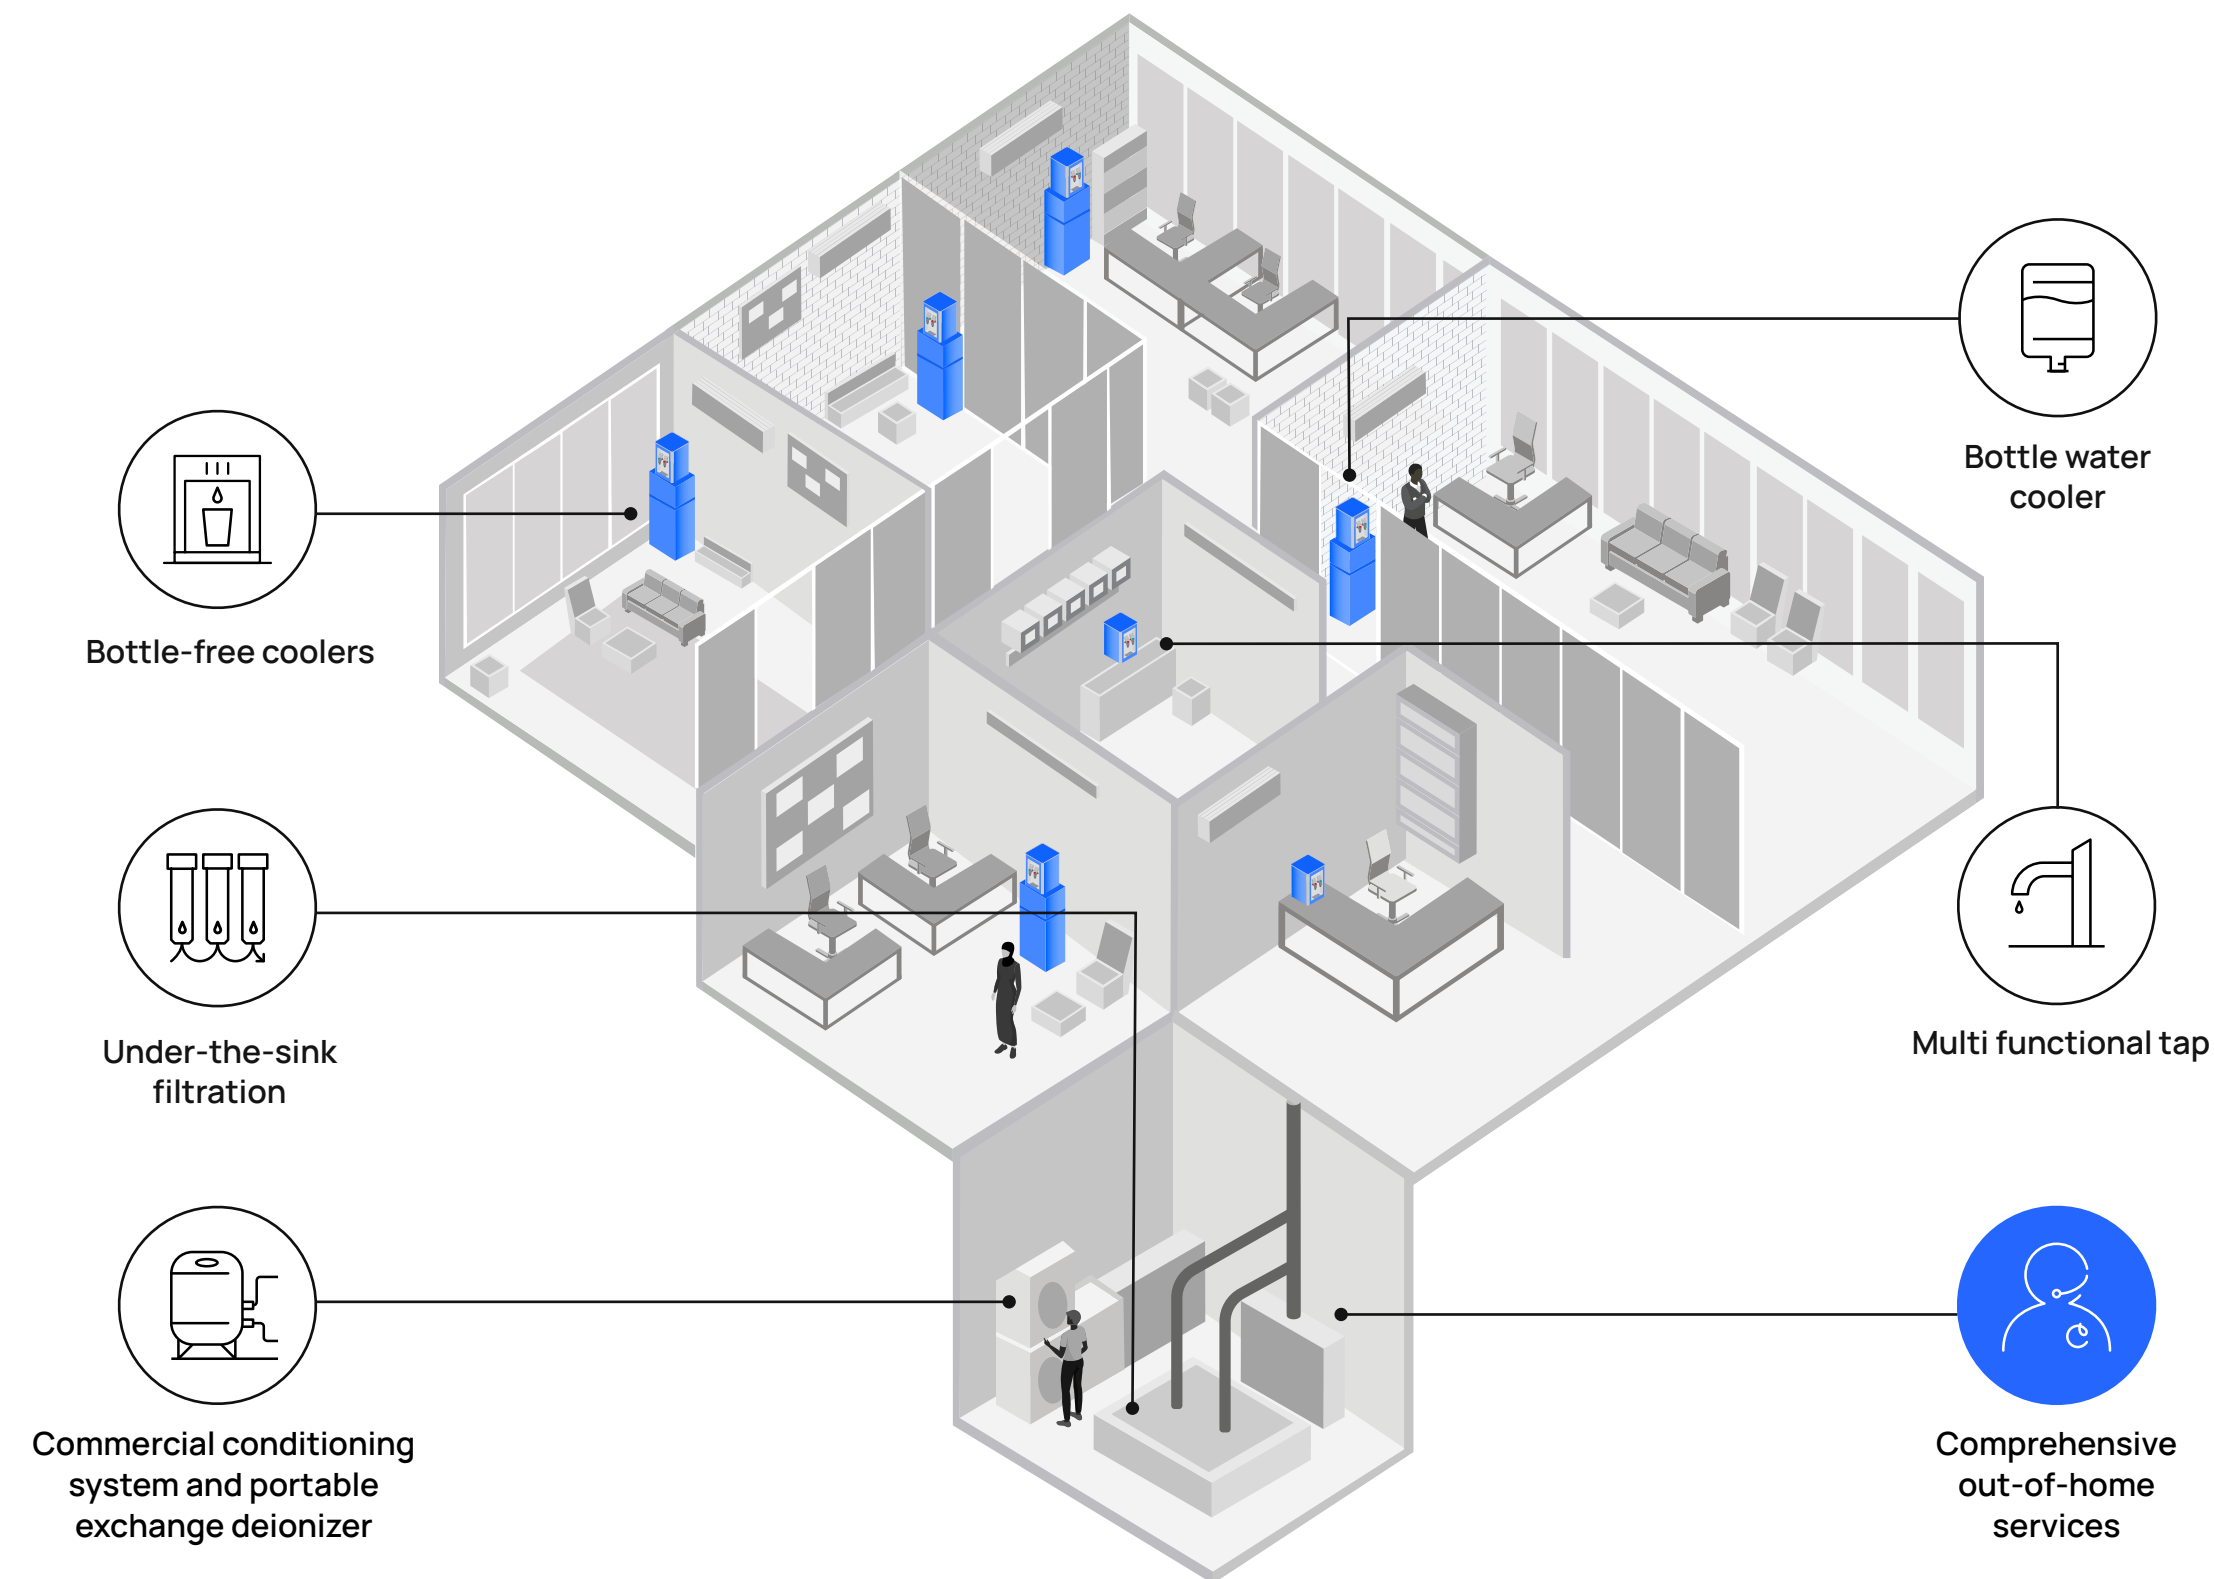 Bottle water
cooler
Bottle-free coolers
Under-the-sink
filtration
Multi functional tap
Commercial conditioning
system and portable
exchange deionizer
Comprehensive
out-of-home
services